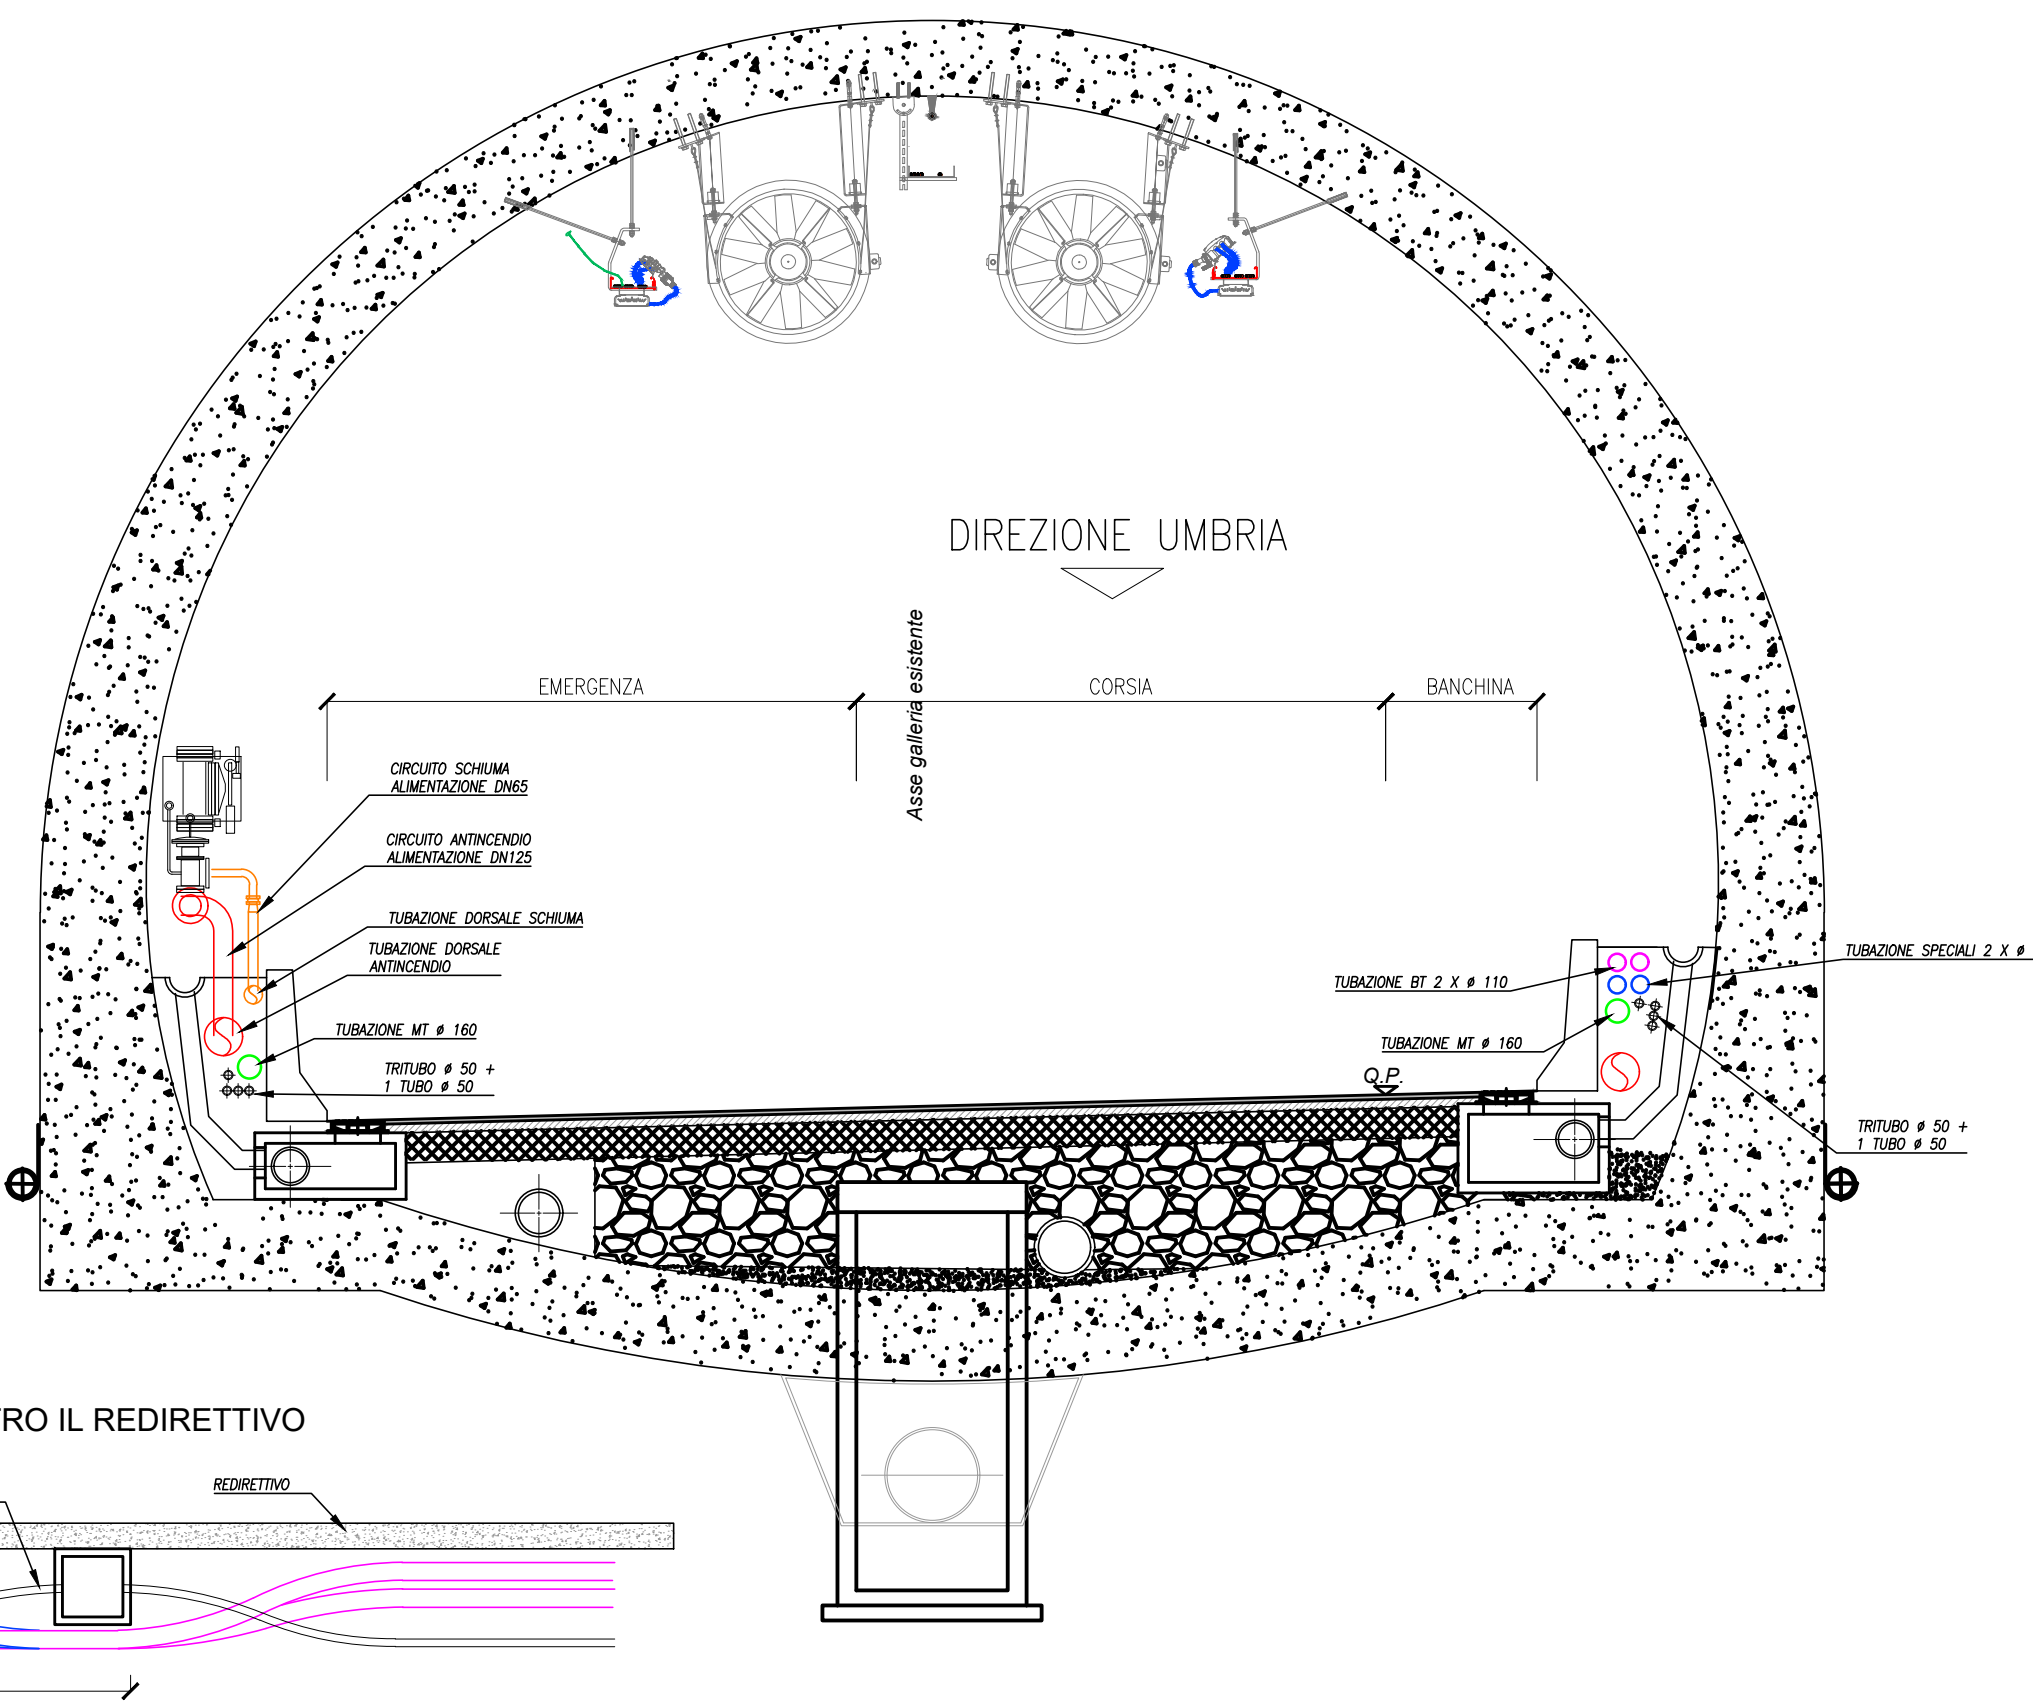 DIREZIONE UMBRIA
Asse galleria esistente
EMERGENZA
CORSIA
BANCHINA
CIRCUITO SCHIUMA
ALIMENTAZIONE DN65
CIRCUITO ANTINCENDIO
ALIMENTAZIONE DN125
TUBAZIONE DORSALE SCHIUMA
TUBAZIONE DORSALE
ANTINCENDIO
TUBAZIONE MT ø 160
TRITUBO ø 50 +
1 TUBO ø 50
TUBAZIONE SPECIALI 2 X ø
TUBAZIONE BT 2 X ø 110
TUBAZIONE MT ø 160
Q.P.
TRITUBO ø 50 +
1 TUBO ø 50
TRO IL REDIRETTIVO
REDIRETTIVO